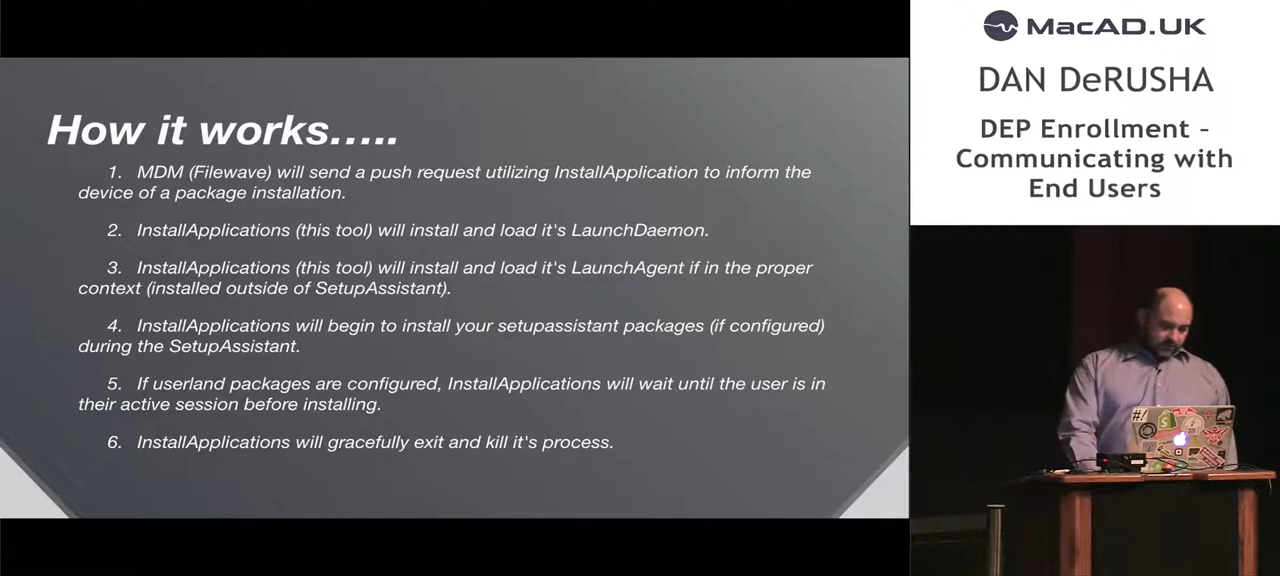 How it works.....
1. MDM (Filewave) will send a push request utilizing InstallApplication to inform the
device of a package installation.
2. InstallApplications (this tool) will install and load it's LaunchDaemon.
3. InstallApplications (this tool) will install and load it's LaunchAgent if in the proper
context (installed outside of SetupAssistant).
4. InstallApplications will begin to install your setupassistant packages (if configured)
during the SetupAssistant.
5. If userland packages are configured, InstallApplications will wait until the user is in
their active session before installing.
6. InstallApplications will gracefully exit and kill it's process.
MacAD.UK
DAN DeRUSHA
DEP Enrollment –
Communicating with
End Users
#!